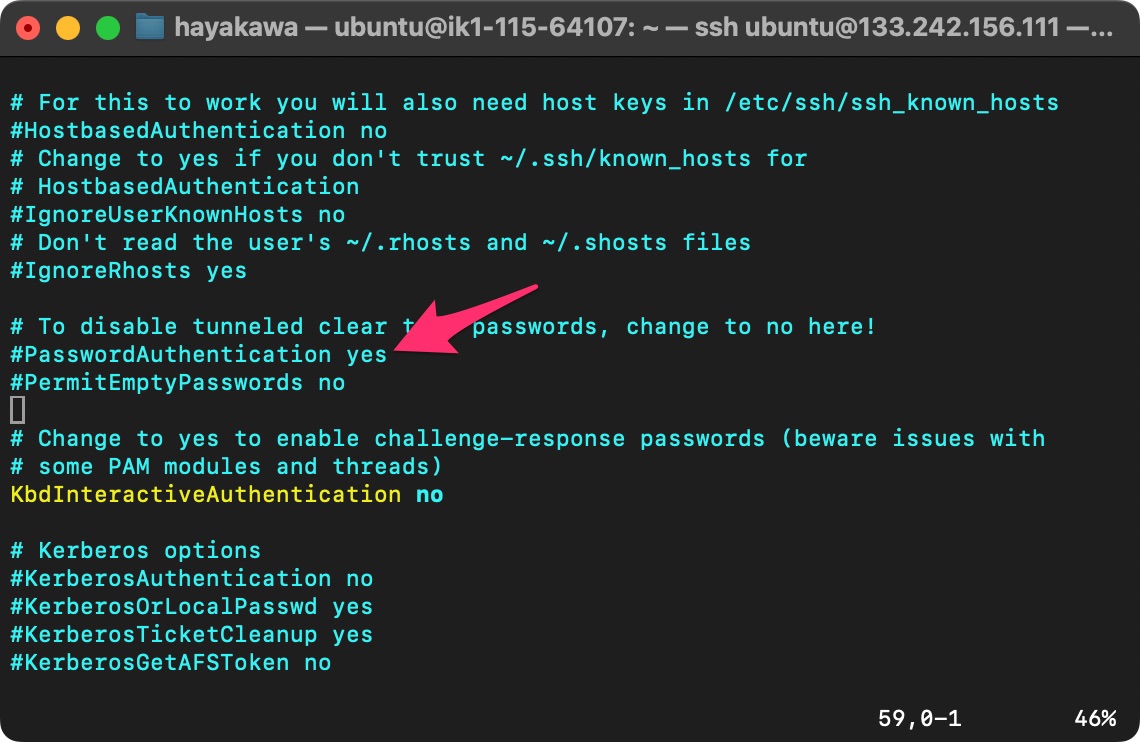 hayakawa — ubuntu@ik1-115-64107: ~ — ssh ubuntu@133.242.156.111 —...
# For this to work you will also need host keys in /etc/ssh/ssh_known_hosts
#HostbasedAuthentication no
# Change to yes if you don't trust ~/.ssh/known_hosts for
# HostbasedAuthentication
#IgnoreUserKnownHosts no
# Don't read the user's ~/.rhosts and ~/.shosts files
#IgnoreRhosts yes
# To disable tunneled clear passwords, change to no here!
#PasswordAuthentication yes
#PermitEmptyPasswords no
# Change to yes to enable challenge-response passwords (beware issues with
# some PAM modules and threads)
KbdInteractiveAuthentication no
# Kerberos options
#KerberosAuthentication no
#KerberosOrLocalPasswd yes
#KerberosTicketCleanup yes
#KerberosGetAFSToken no
59,0-1 46%